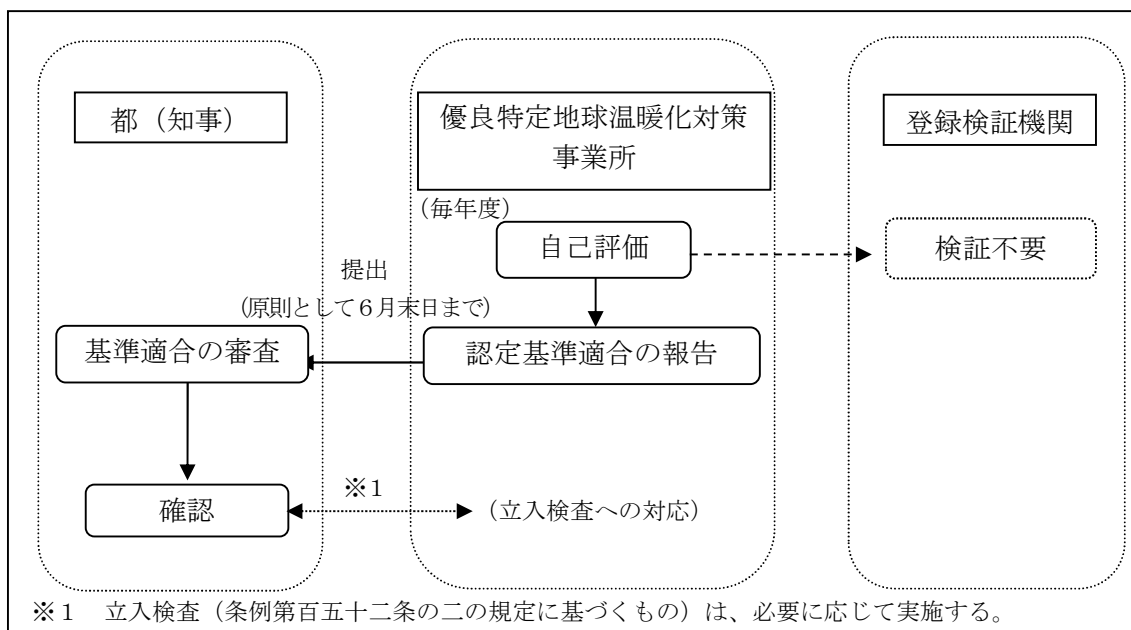 都（知事）
優良特定地球温暖化対策
事業所
登録検証機関
（毎年度）
自己評価
検証不要
提出
（原則として６月末日まで）
基準適合の審査
認定基準適合の報告
確認
※１
（立入検査への対応）
※１　立入検査（条例第百五十二条の二の規定に基づくもの）は、必要に応じて実施する。